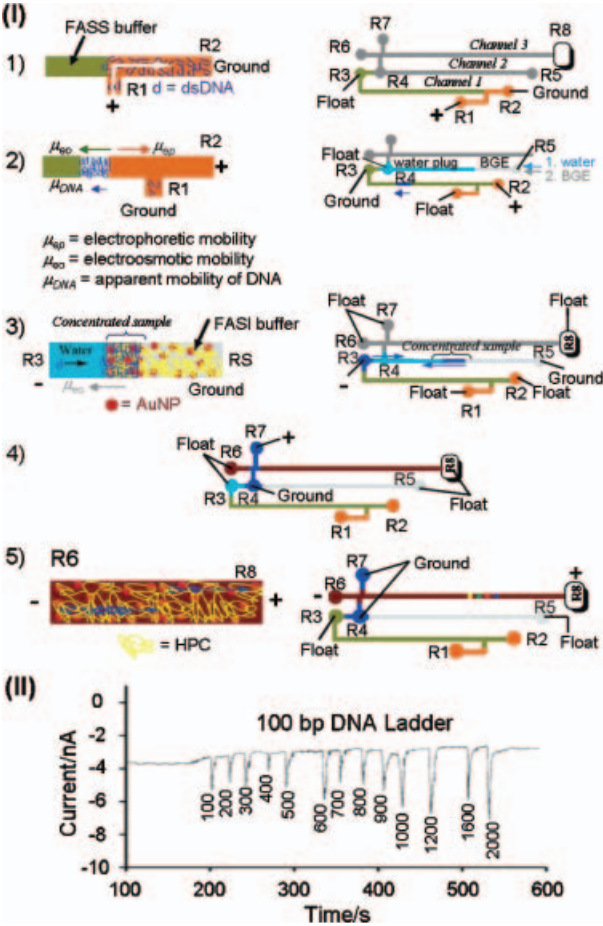 (I)
FASS buffer
1)
R2
Ground
R1 d = dsDNA
+
R6
R7
R8
Channel 3
R3
R4
Channel 2
R5
Channel 1
Float
+
R1
R2
Ground
2)
μeo
μep
R2
+
μDNA
R1
Ground
μep = electrophoretic mobility
μeo = electroosmotic mobility
μDNA = apparent mobility of DNA
Float
R5
water plug
BGE
1. water
2. BGE
R3
R4
R2
Ground
Float
+
3)
Concentrated sample
FASI buffer
R3
Water
RS
-
μeo
Ground
= AuNP
Float
Float
R7
R6
R8
R3
Concentrated sample
R5
-
R4
Ground
Float
R2
Float
R1
4)
Float
R6
R7
+
R8
R3
R4
Ground
R5
Float
R1
R2
5)
R6
R8
-
+
= HPC
R7
Ground
+
R6
-
R8
R3
R4
R5
Float
R1
R2
Float
(II)
100 bp DNA Ladder
Current/nA
0
-2
-4
-6
-8
-10
100
200
300
400
500
600
700
800
900
1000
1200
1600
2000
100
200
300
400
500
600
Time/s